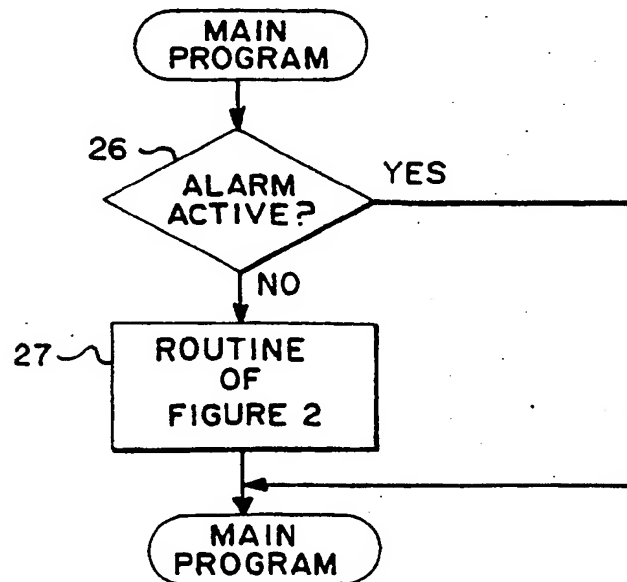 MAIN
PROGRAM
26
ALARM
ACTIVE?
YES
NO
27
ROUTINE
OF
FIGURE 2
MAIN
PROGRAM